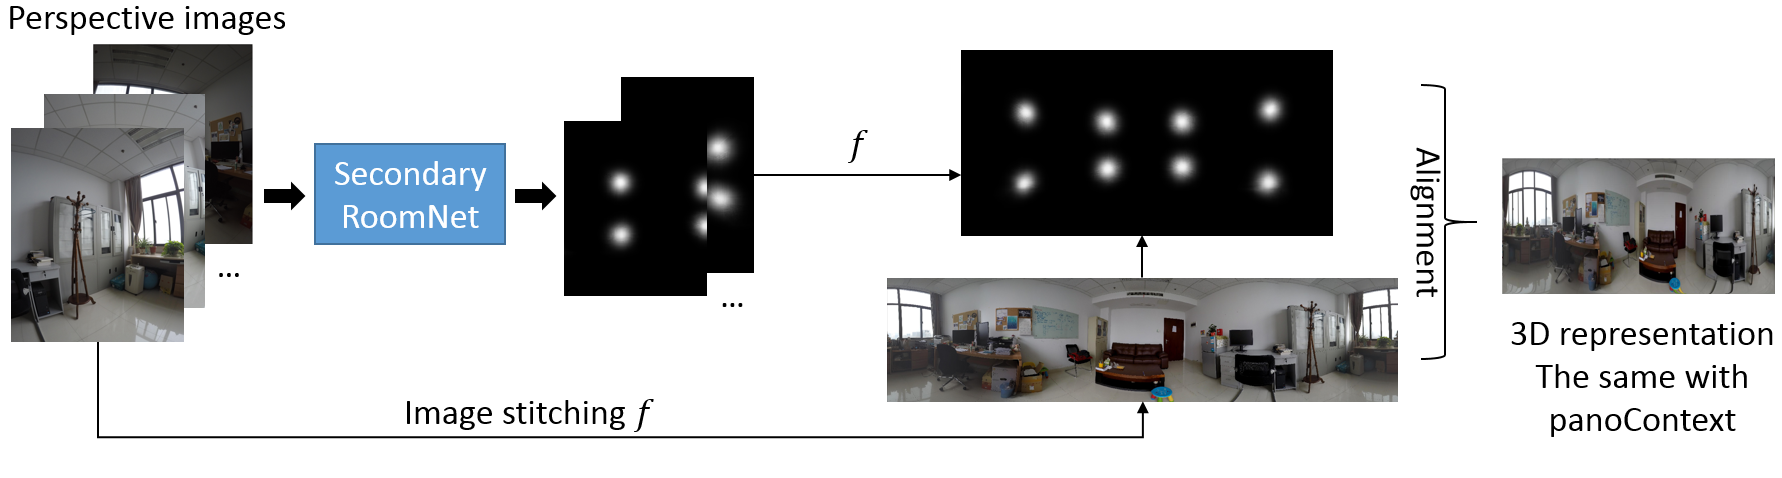 Perspective images
...
Secondary
RoomNet
...
f
Image stitching f
Alignment
3D representation
The same with
panoContext